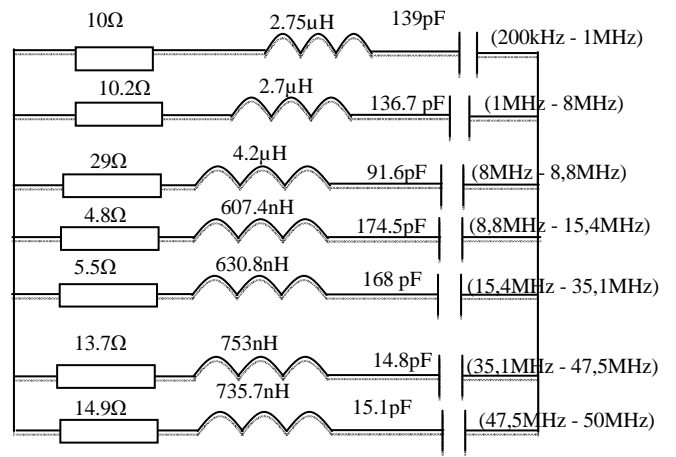 10Ω 2.75µH 139pF (200kHz - 1MHz)
10.2Ω 2.7µH 136.7 pF (1MHz - 8MHz)
29Ω 4.2µH 91.6pF (8MHz - 8,8MHz)
4.8Ω 607.4nH 174.5pF (8,8MHz - 15,4MHz)
5.5Ω 630.8nH 168 pF (15,4MHz - 35,1MHz)
13.7Ω 753nH 14.8pF (35,1MHz - 47,5MHz)
14.9Ω 735.7nH 15.1pF (47,5MHz - 50MHz)